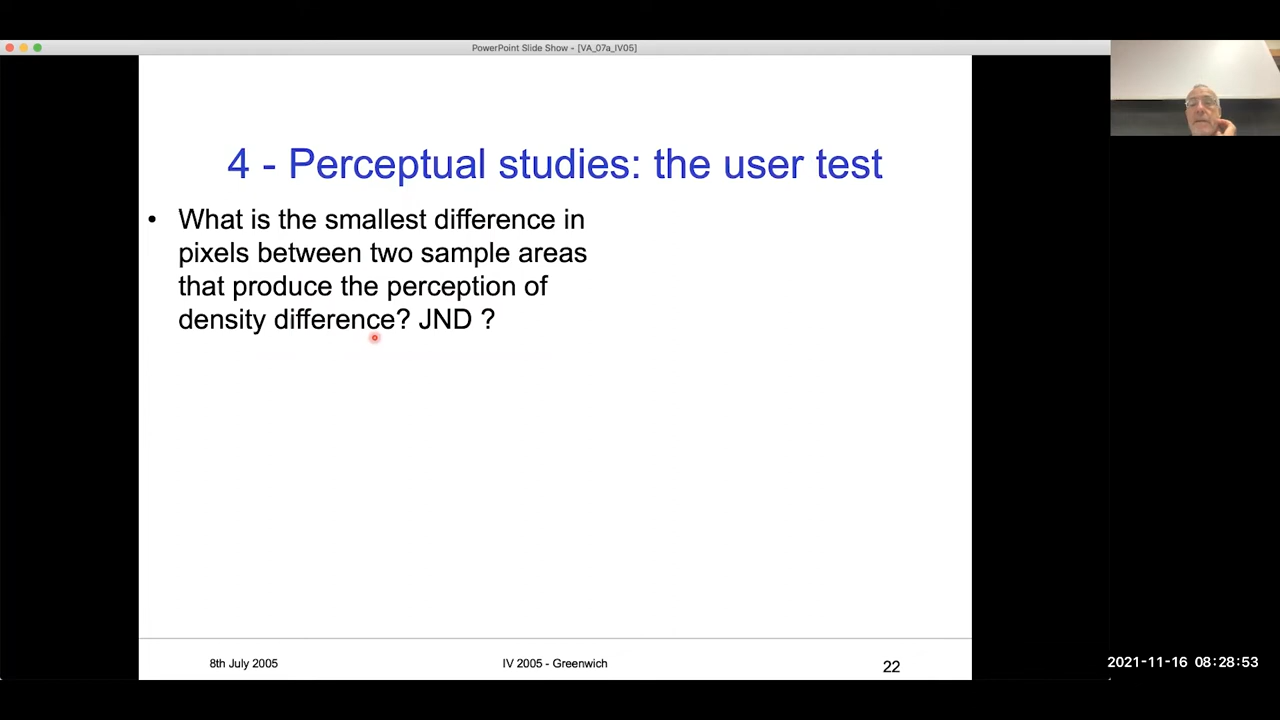 PowerPoint Slide Show - [VA_07a_IV05]
4 - Perceptual studies: the user test
• What is the smallest difference in
pixels between two sample areas
that produce the perception of
density difference? JND ?
8th July 2005
IV 2005 - Greenwich
22
2021-11-16 08:28:53